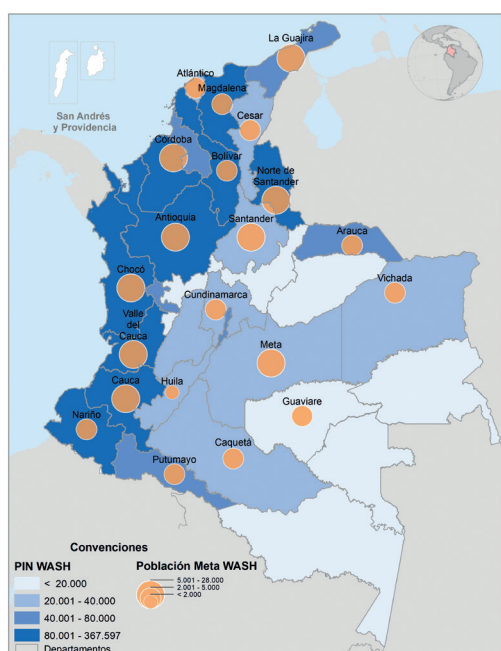 La Guajira
Atlántico
Magdalena
San Andrés
y Providencia
Cesar
Córdoba
Bolívar
Norte de
Santander
Antioquia
Santander
Arauca
Chocó
Vichada
Cundinamarca
Valle
del
Cauca
Meta
Cauca
Huila
Guaviare
Nariño
Caquetá
Putumayo
Convenciones
PIN WASH
< 20.000
20.001 - 40.000
40.001 - 80.000
80.001 - 367.597
Departamentos
Población Meta WASH
5.001 - 28.000
2.001 - 5.000
< 2.000